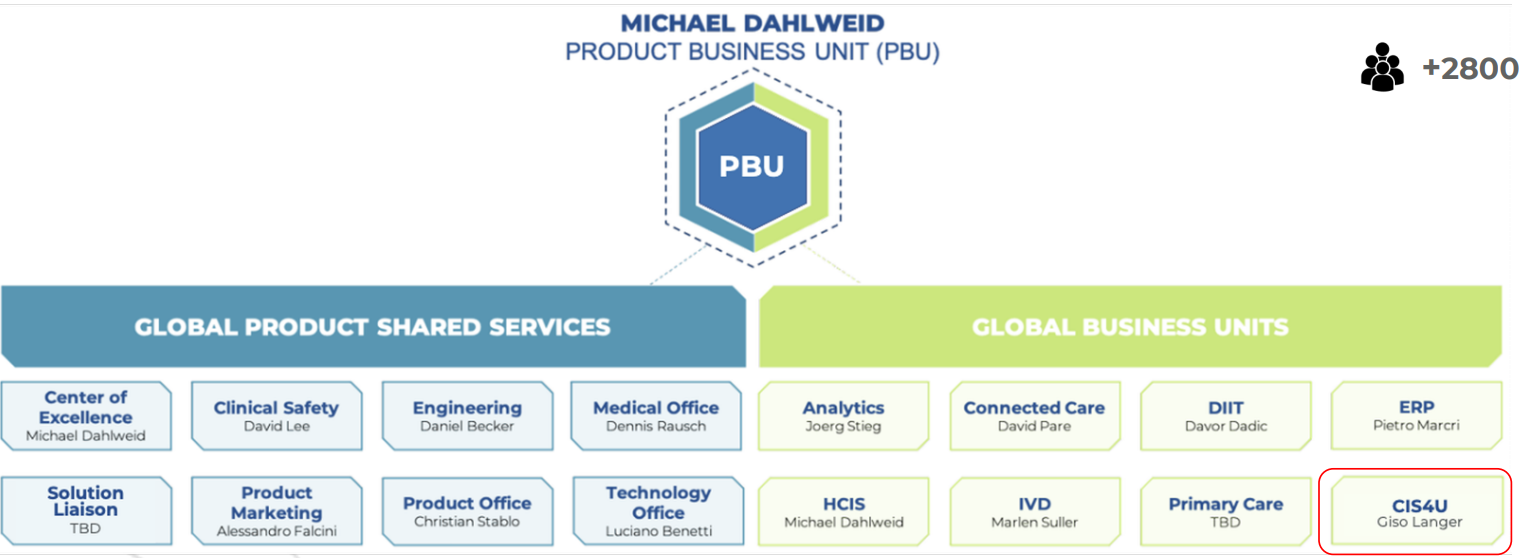 MICHAEL DAHLWEID
PRODUCT BUSINESS UNIT (PBU)
+2800
PBU
GLOBAL PRODUCT SHARED SERVICES
GLOBAL BUSINESS UNITS
Center of
Excellence
Michael Dahlweid
Clinical Safety
David Lee
Engineering
Daniel Becker
Medical Office
Dennis Rausch
Analytics
Joerg Stieg
Connected Care
David Pare
DIIT
Davor Dadic
ERP
Pietro Marcri
Solution
Liaison
TBD
Product
Marketing
Alessandro Falcini
Product Office
Christian Stablo
Technology
Office
Luciano Benetti
HCIS
Michael Dahlweid
IVD
Marlen Suller
Primary Care
TBD
CIS4U
Giso Langer